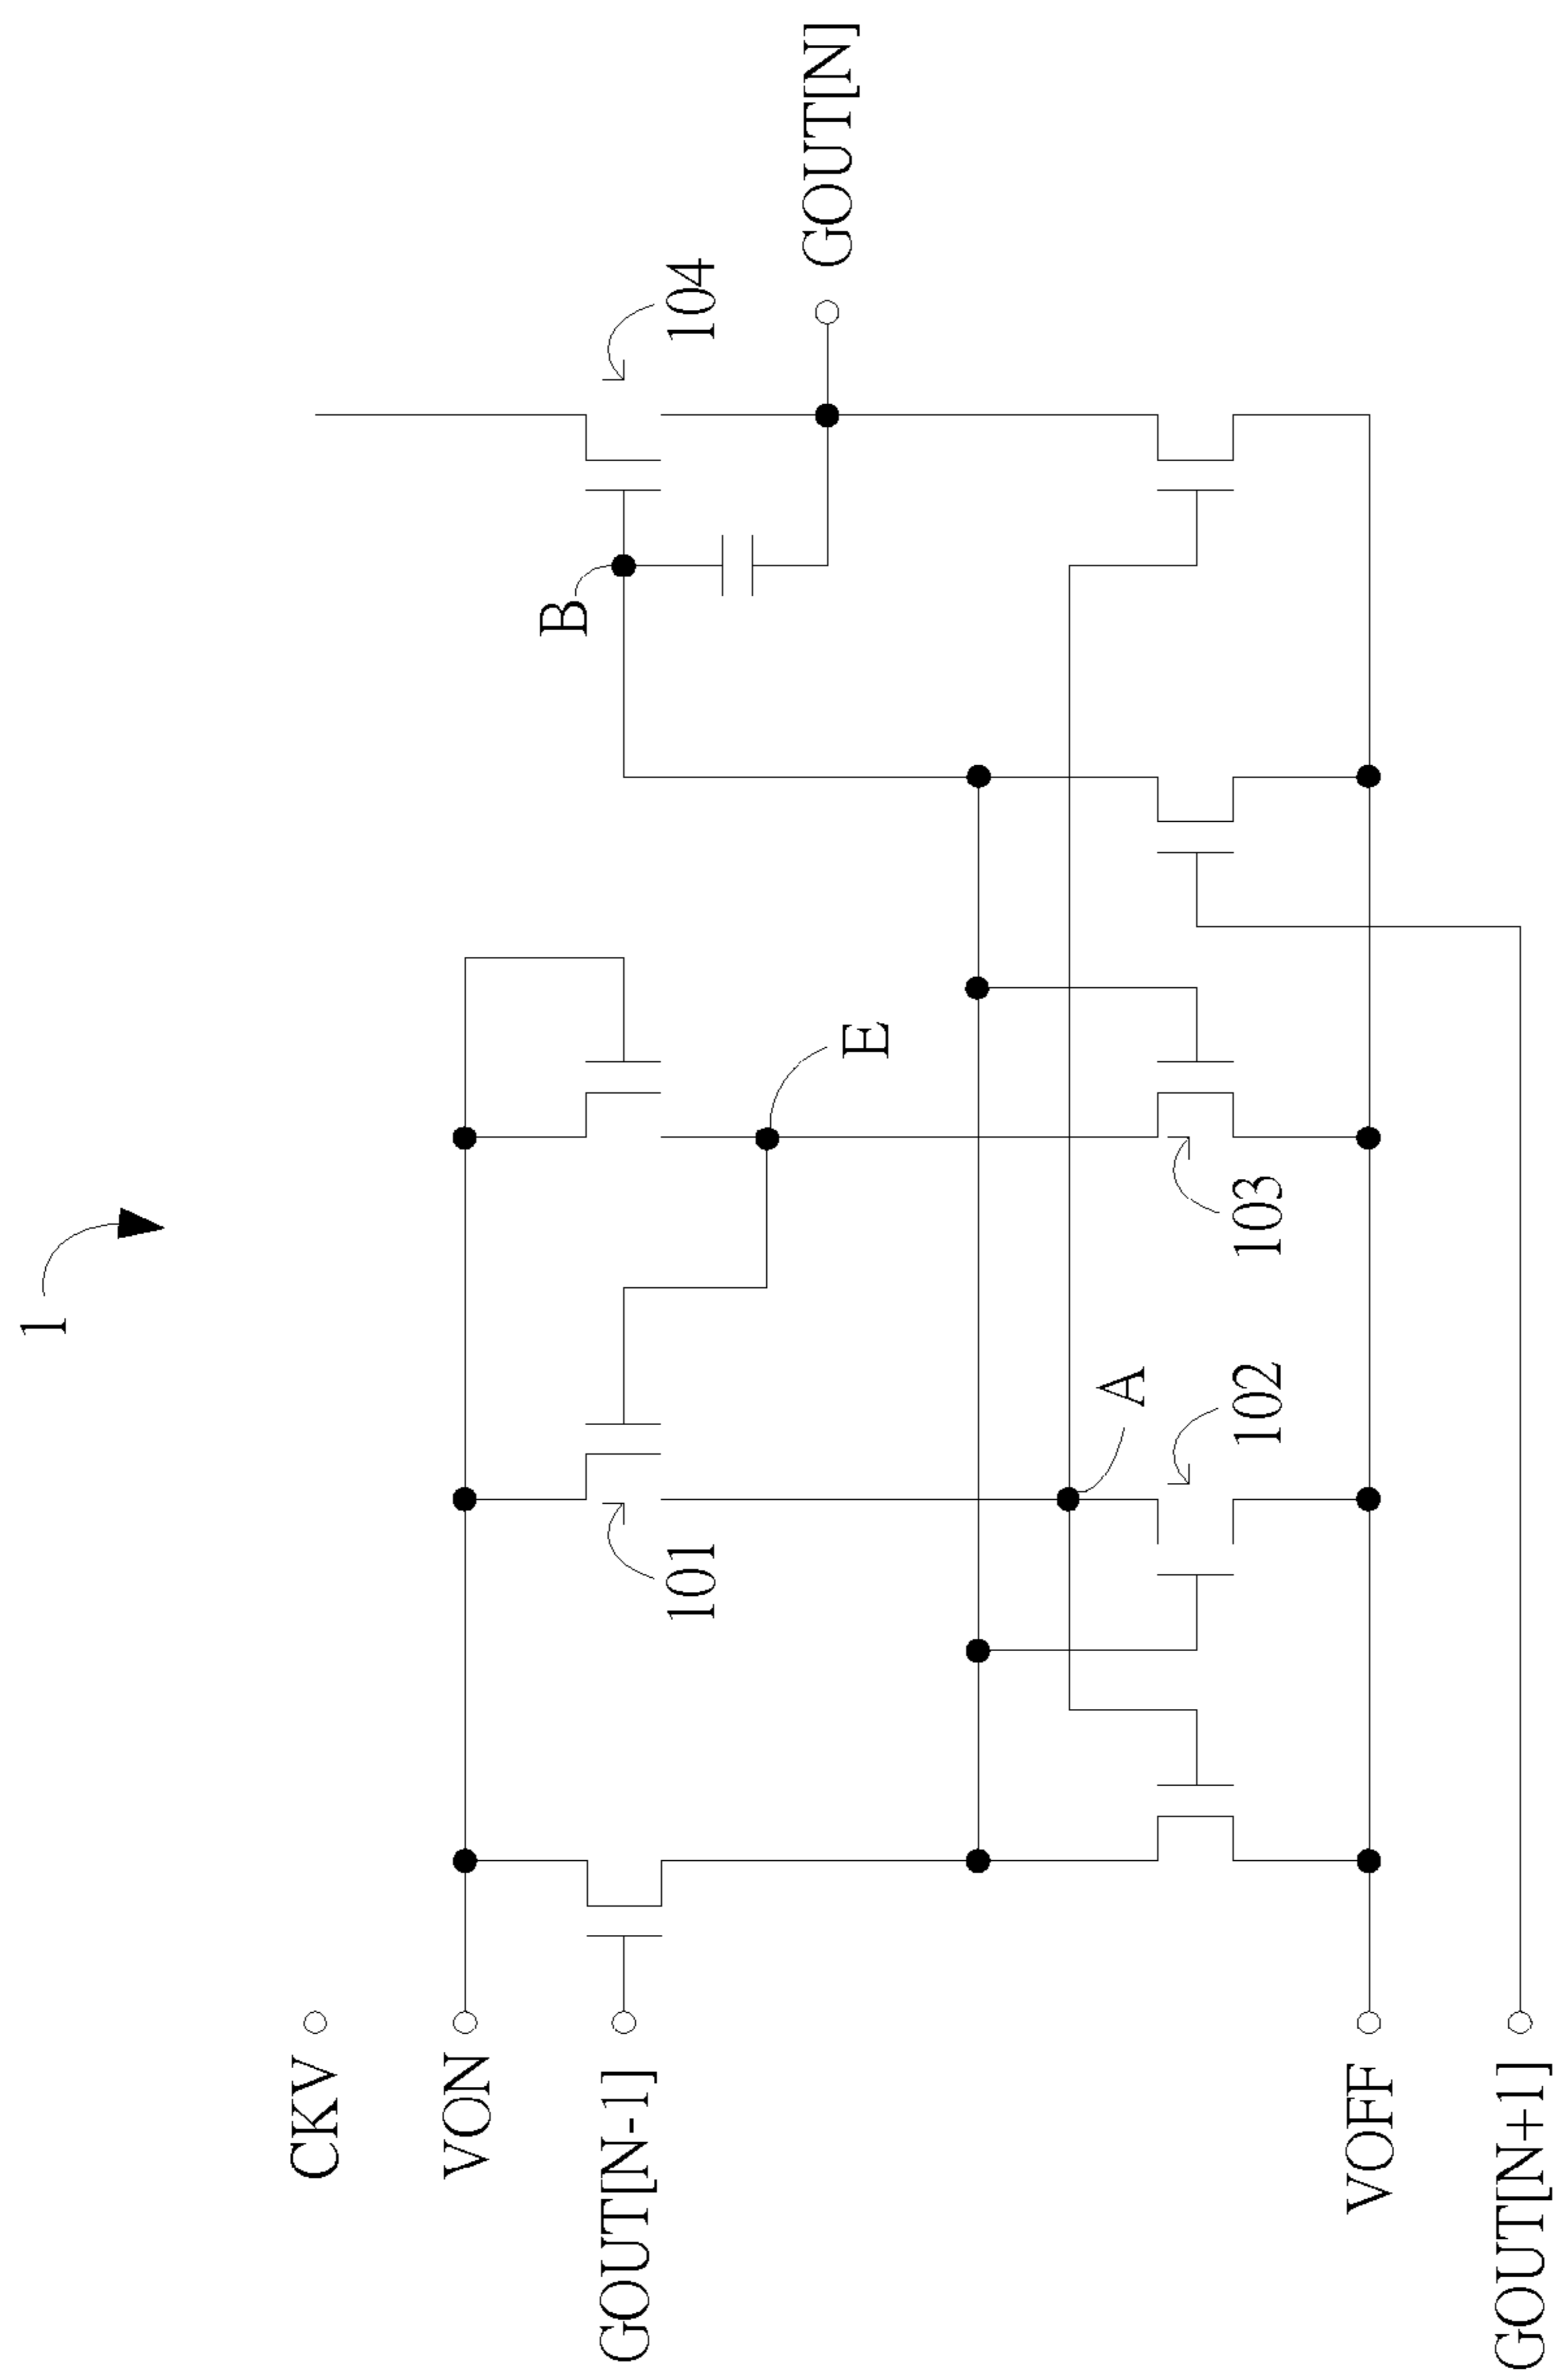 1
CKV
VON
GOUT[N-1]
101
E
B
104
GOUT[N]
A
102
103
VOFF
GOUT[N+1]